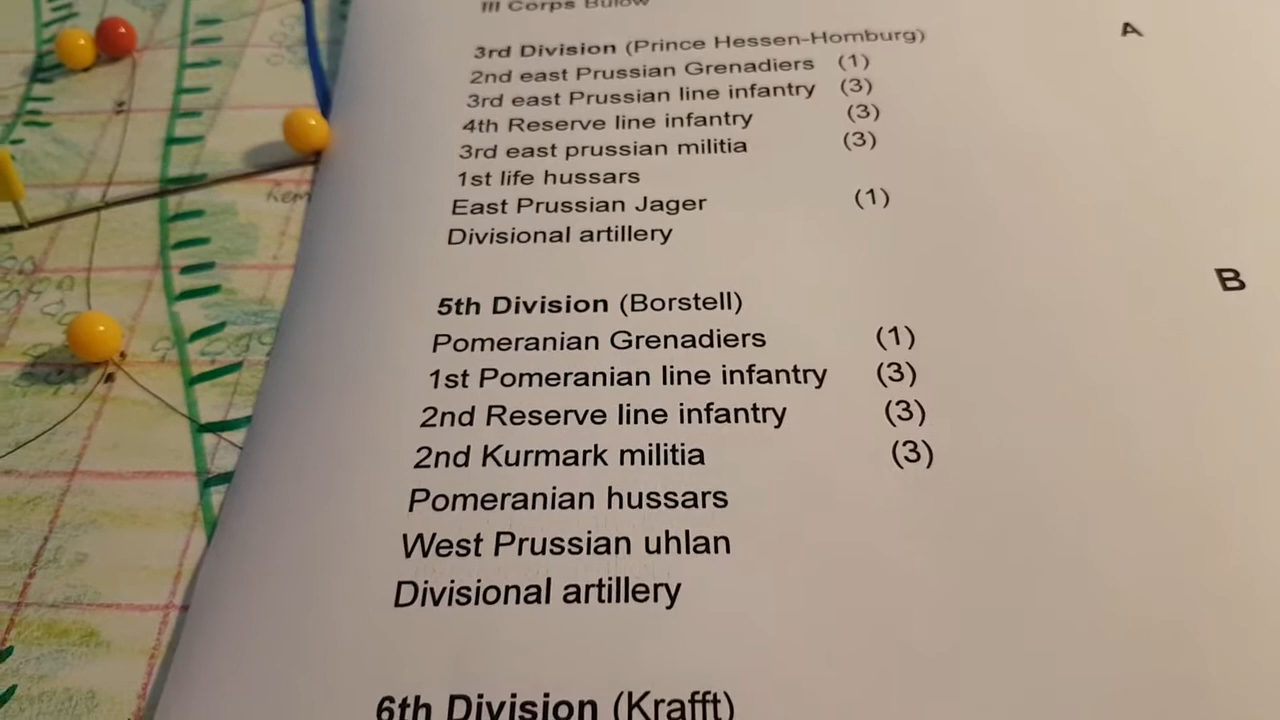 III Corps Bulow
3rd Division (Prince Hessen-Homburg)
A
2nd east Prussian Grenadiers (1)
3rd east Prussian line infantry (3)
4th Reserve line infantry (3)
3rd east prussian militia (3)
1st life hussars
East Prussian Jager (1)
Divisional artillery
5th Division (Borstell)
B
Pomeranian Grenadiers (1)
1st Pomeranian line infantry (3)
2nd Reserve line infantry (3)
2nd Kurmark militia (3)
Pomeranian hussars
West Prussian uhlan
Divisional artillery
6th Division (Krafft)